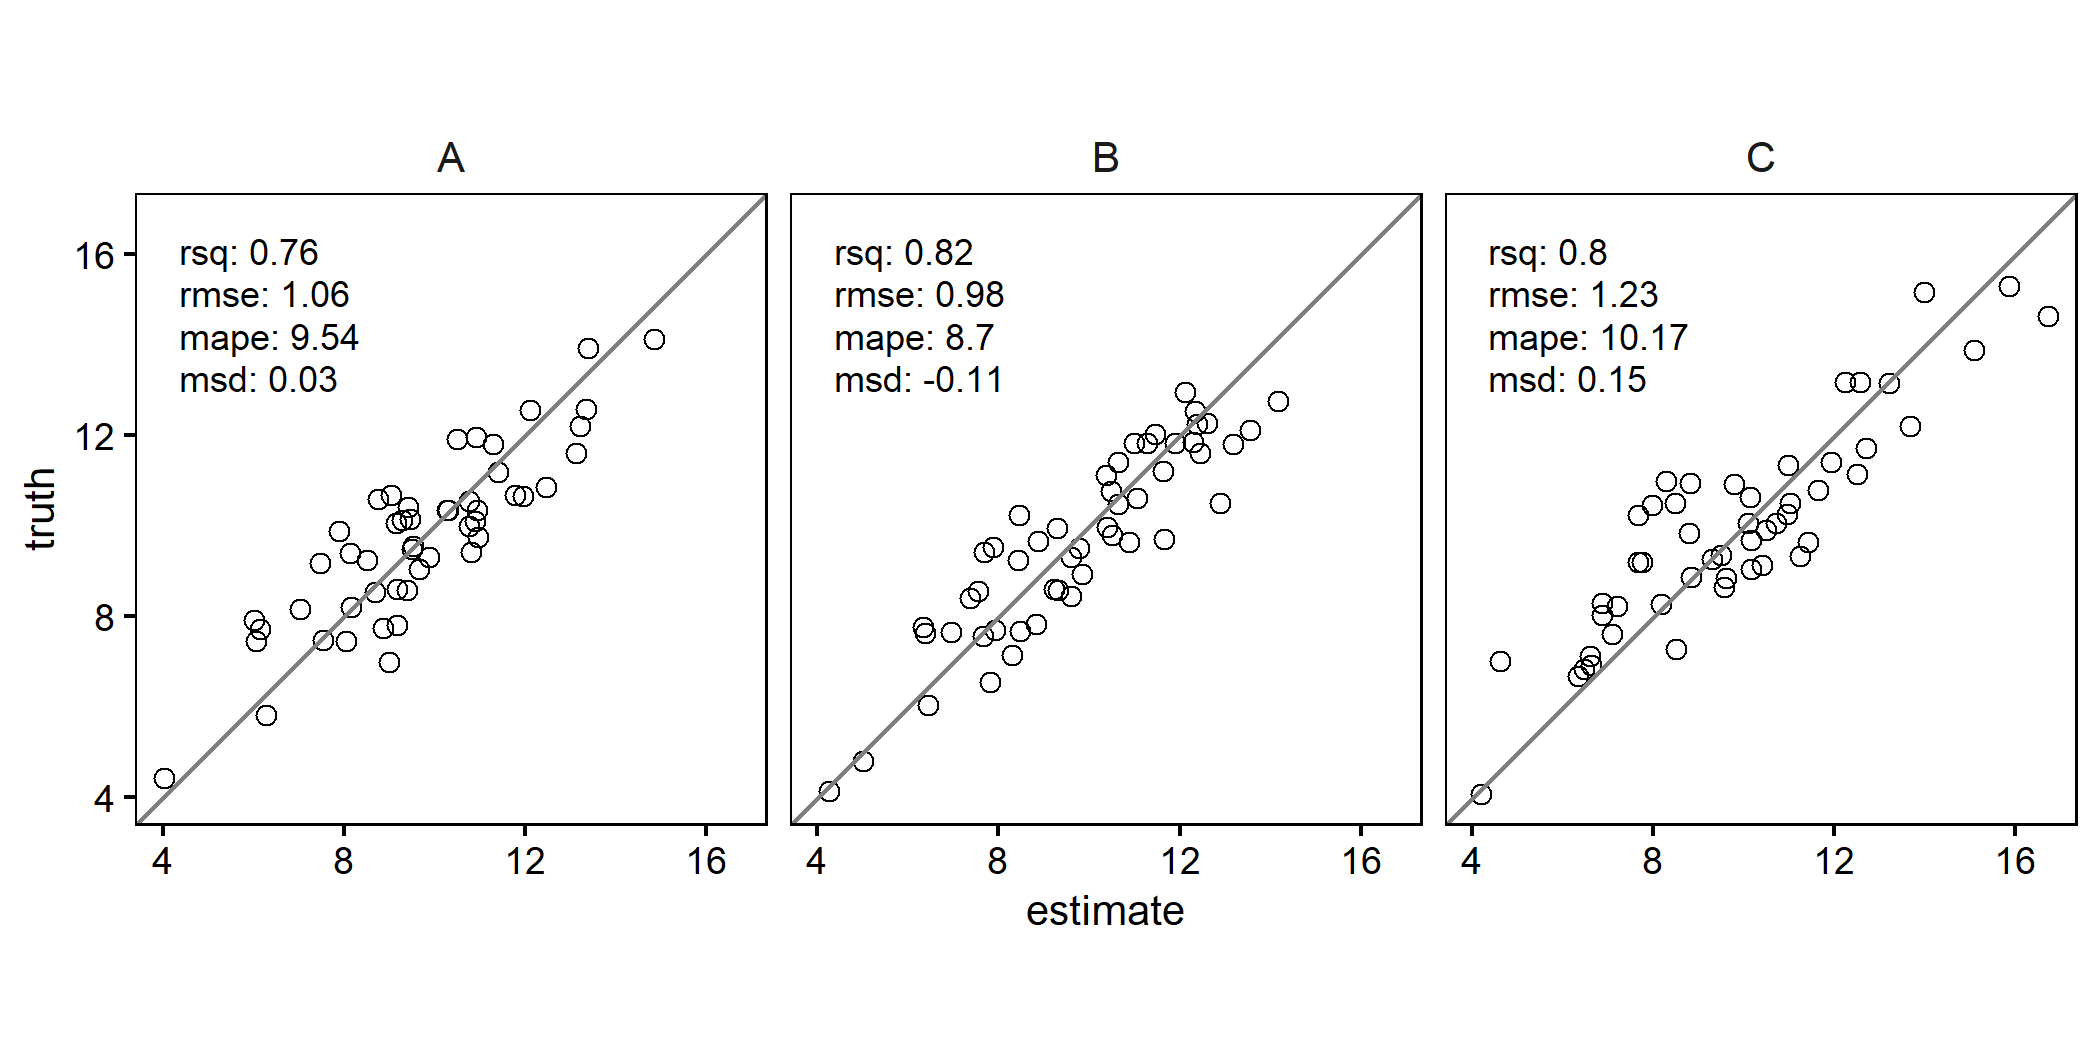 A
B
C
rsq: 0.76
rmse: 1.06
mape: 9.54
msd: 0.03
rsq: 0.82
rmse: 0.98
mape: 8.7
msd: -0.11
rsq: 0.8
rmse: 1.23
mape: 10.17
msd: 0.15
truth
16
12
8
4
4 8 12 16
4 8 12 16
4 8 12 16
estimate